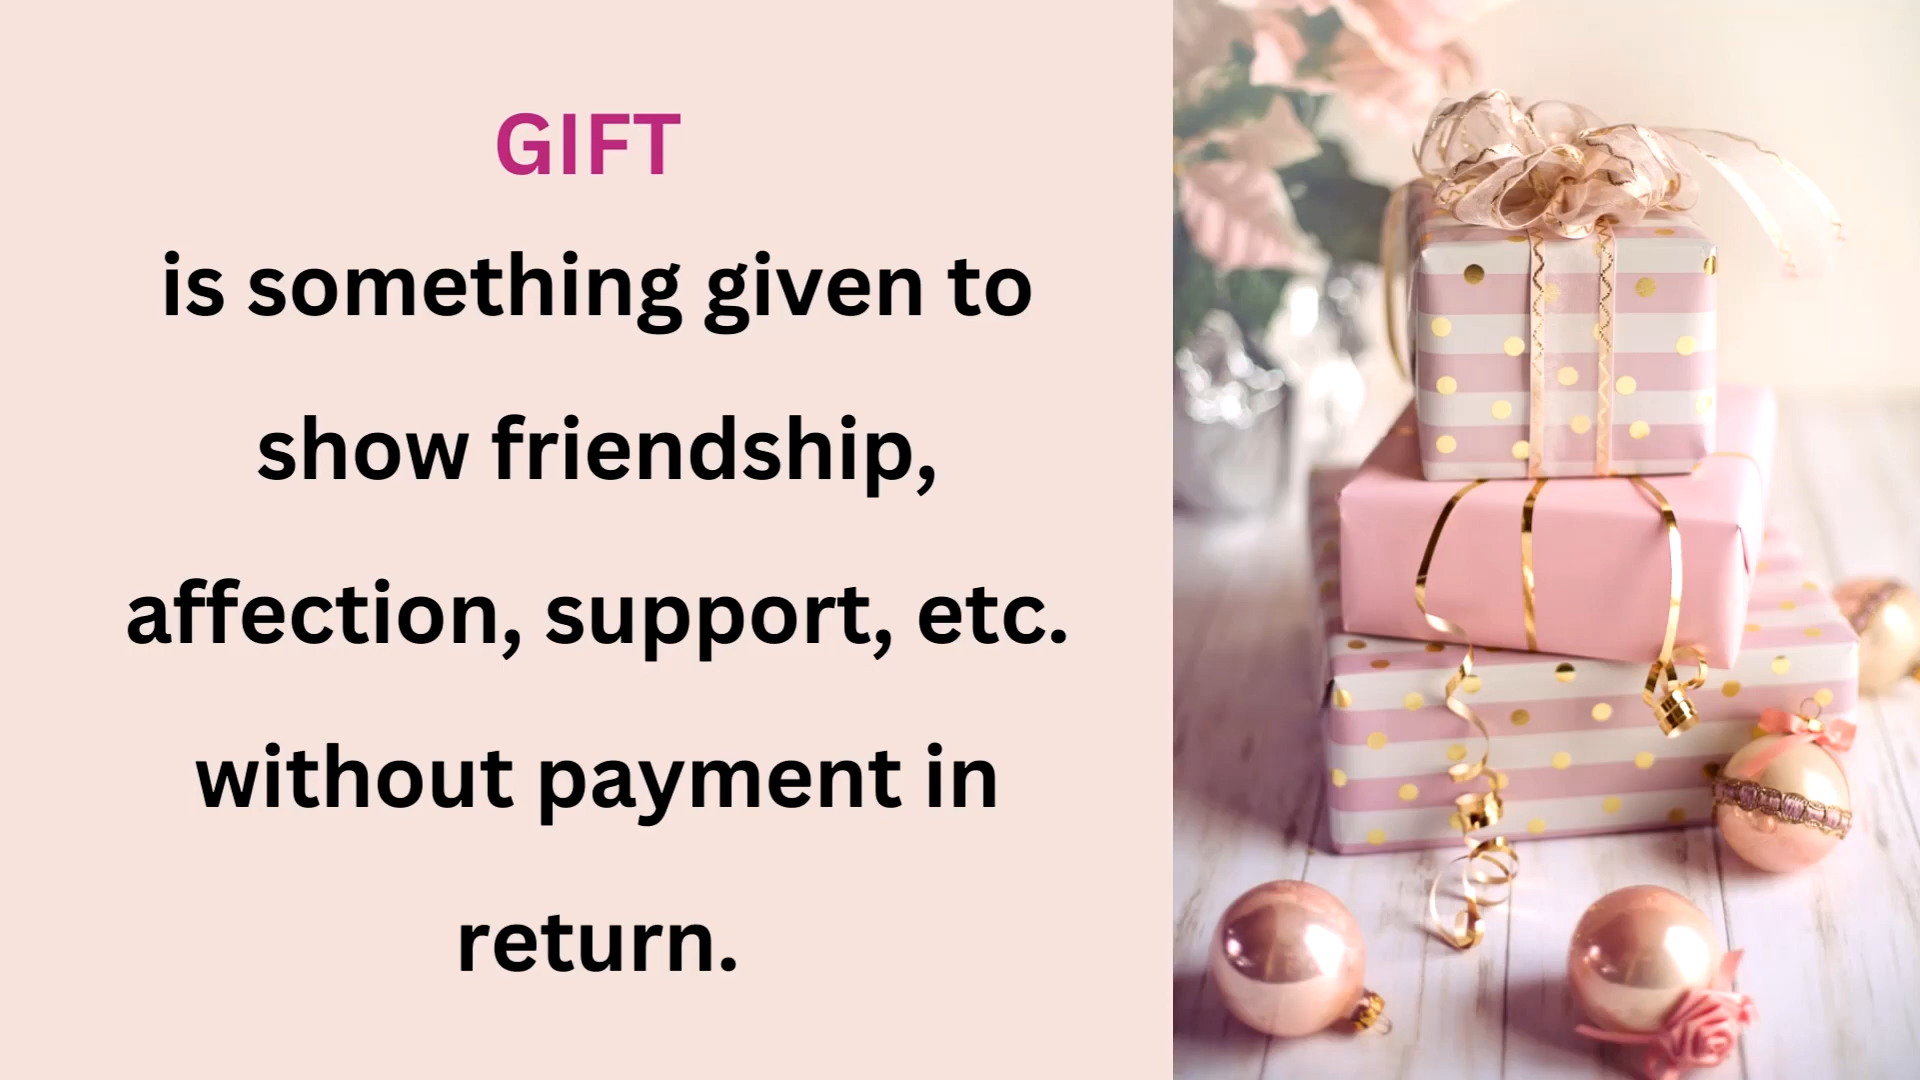 GIFT
is something given to
show friendship,
affection, support, etc.
without payment in
return.